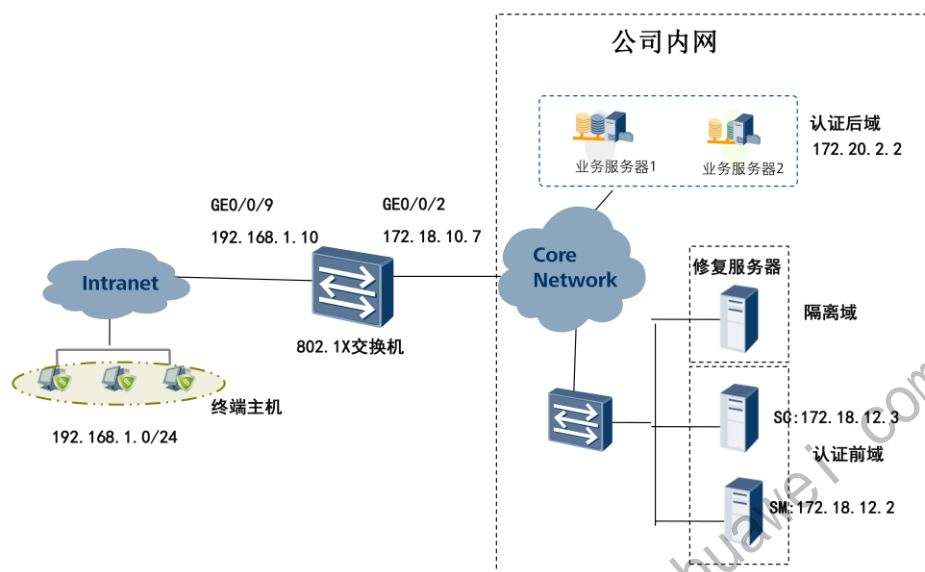 公司内网
认证后域
172.20.2.2
业务服务器1
业务服务器2
GE0/0/9
192.168.1.10
GE0/0/2
172.18.10.7
Intranet
Core
Network
802.1X交换机
终端主机
192.168.1.0/24
修复服务器
隔离域
SC:172.18.12.3
认证前域
SM:172.18.12.2
huawei.com